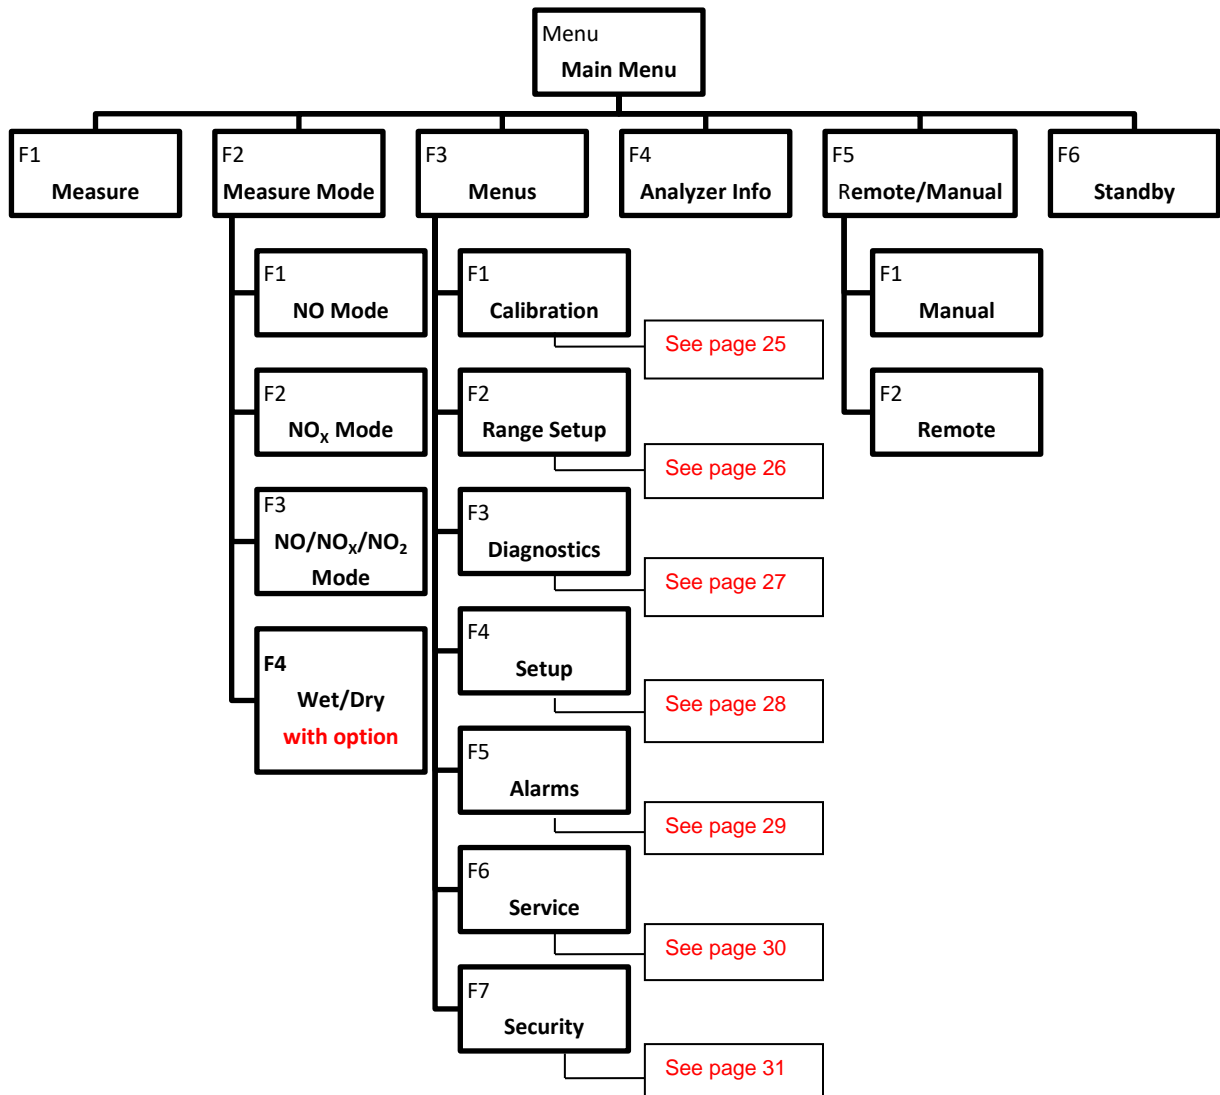 Menu
Main Menu
F1
Measure
F2
Measure Mode
F3
Menus
F4
Analyzer Info
F5
Remote/Manual
F6
Standby
F1
NO Mode
F2
NOX Mode
F3
NO/NOX/NO2
Mode
F4
Wet/Dry
with option
F1
Calibration
See page 25
F2
Range Setup
See page 26
F3
Diagnostics
See page 27
F4
Setup
See page 28
F5
Alarms
See page 29
F6
Service
See page 30
F7
Security
See page 31
F1
Manual
F2
Remote